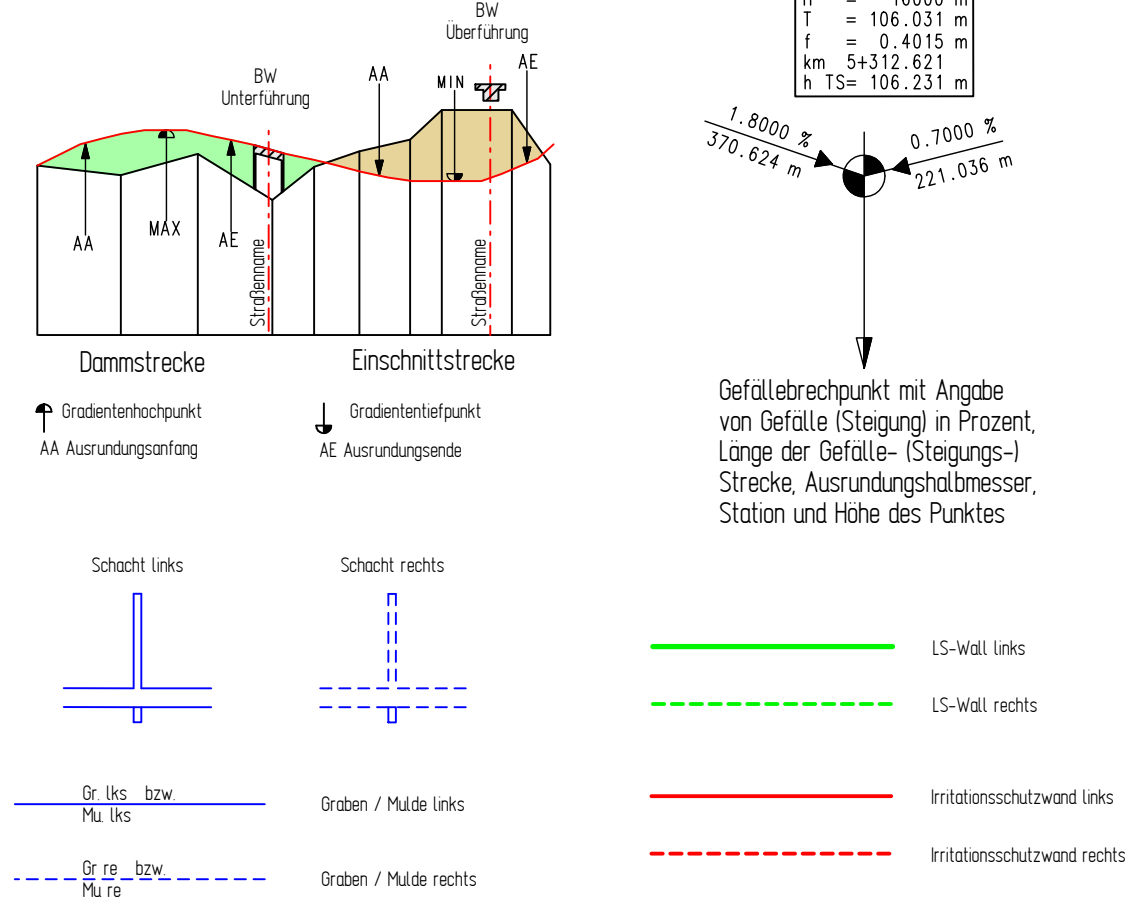 BW
Überführung
BW
Unterführung
AA
MIN
AE
AA
MAX
AE
Straßenname
Straßenname
Dammstrecke
Einschnittstrecke
Gradientenhochpunkt
Gradiententiefpunkt
AA Ausrundungsanfang
AE Ausrundungsende
T = 106.031 m
f = 0.4015 m
km 5+312.621
h TS= 106.231 m
1.8000 %
370.624 m
0.7000 %
221.036 m
Gefällebrechpunkt mit Angabe
von Gefälle (Steigung) in Prozent,
Länge der Gefälle- (Steigungs-)
Strecke, Ausrundungshalbmesser,
Station und Höhe des Punktes
Schacht links
Schacht rechts
LS-Wall links
LS-Wall rechts
Gr. lks bzw.
Mu. lks
Graben / Mulde links
Irritationsschutzwand links
Gr re bzw.
Mu re
Graben / Mulde rechts
Irritationsschutzwand rechts